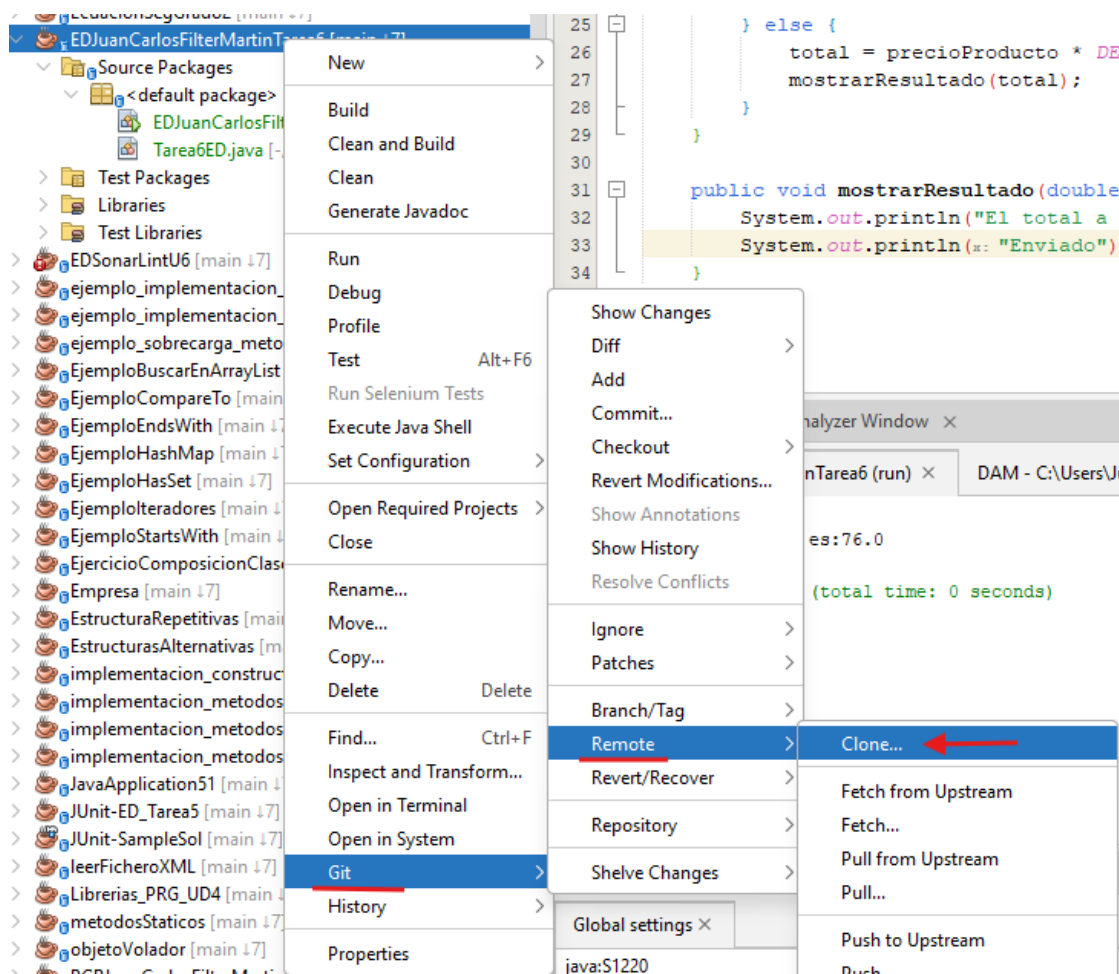 EDJuanCarlosFilterMartinTarea6 [main ↓7]
Source Packages
<default package>
EDJuanCarlosFilt
Tarea6ED.java [-
Test Packages
Libraries
Test Libraries
EDSonarLintU6 [main ↓7]
ejemplo_implementacion_
ejemplo_implementacion_
ejemplo_sobrecarga_meto
EjemploBuscarEnArrayList
EjemploCompareTo [main
EjemploEndsWith [main ↓7
EjemploHashMap [main ↓
EjemploHasSet [main ↓7]
EjemploIteradores [main ↓
EjemploStartsWith [main ↓
EjercicioComposicionClas
Empresa [main ↓7]
EstructuraRepetitivas [mai
EstructurasAlternativas [m
implementacion_construc
implementacion_metodos
implementacion_metodos
implementacion_metodos
JavaApplication51 [main ↓
JUnit-ED_Tarea5 [main ↓7]
JUnit-SampleSol [main ↓7]
leerFicheroXML [main ↓7]
Librerias_PRG_UD4 [main
metodosStaticos [main ↓7]
objetoVolador [main ↓7]
New
Build
Clean and Build
Clean
Generate Javadoc
Run
Debug
Profile
Test Alt+F6
Run Selenium Tests
Execute Java Shell
Set Configuration
Open Required Projects
Close
Rename...
Move...
Copy...
Delete Delete
Find... Ctrl+F
Inspect and Transform...
Open in Terminal
Open in System
Git
History
Properties
25 } else {
26 total = precioProducto * DE
27 mostrarResultado(total);
28 }
29 }
30
31 public void mostrarResultado(double
32 System.out.println("El total a
33 System.out.println(x: "Enviado")
34 }
Show Changes
Diff
Add
Commit...
Checkout
Revert Modifications...
Show Annotations
Show History
Resolve Conflicts
Ignore
Patches
Branch/Tag
Remote
Revert/Recover
Repository
Shelve Changes
nalyzer Window
nTarea6 (run)
DAM - C:\Users\J
es:76.0
(total time: 0 seconds)
Clone...
Fetch from Upstream
Fetch...
Pull from Upstream
Pull...
Push to Upstream
Push
Global settings
java:S1220